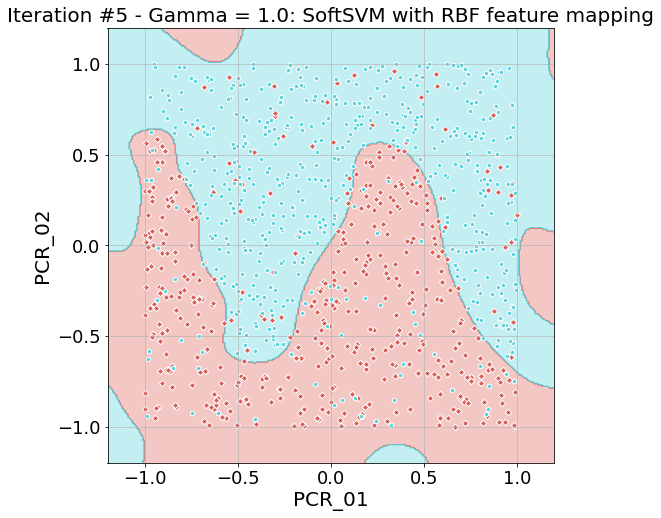 Iteration #5 - Gamma = 1.0: SoftSVM with RBF feature mapping
1.0
0.5
0.0
−0.5
−1.0
PCR_02
−1.0 −0.5 0.0 0.5 1.0
PCR_01